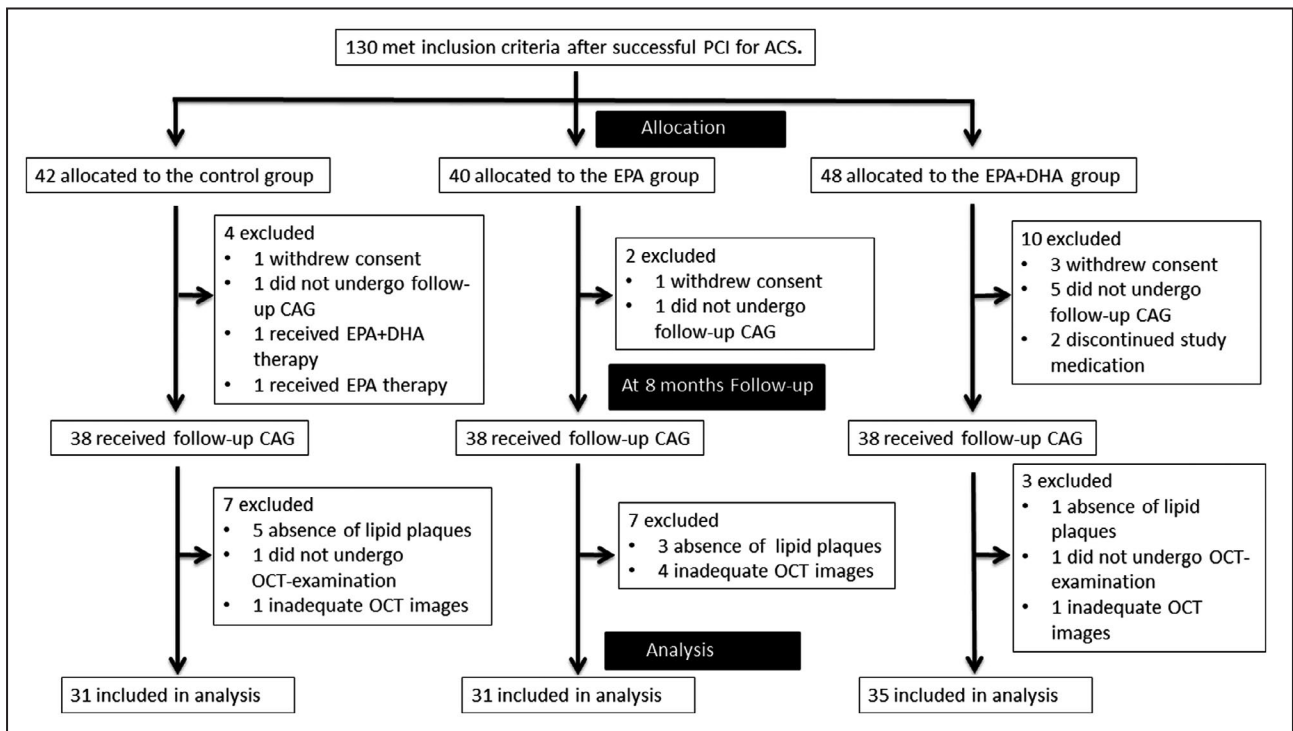 130 met inclusion criteria after successful PCI for ACS.
Allocation
42 allocated to the control group
40 allocated to the EPA group
48 allocated to the EPA+DHA group
4 excluded
• 1 withdrew consent
• 1 did not undergo follow-
up CAG
• 1 received EPA+DHA
therapy
• 1 received EPA therapy
2 excluded
• 1 withdrew consent
• 1 did not undergo
follow-up CAG
10 excluded
• 3 withdrew consent
• 5 did not undergo
follow-up CAG
• 2 discontinued study
medication
At 8 months Follow-up
38 received follow-up CAG
38 received follow-up CAG
38 received follow-up CAG
7 excluded
• 5 absence of lipid plaques
• 1 did not undergo
OCT-examination
• 1 inadequate OCT images
7 excluded
• 3 absence of lipid plaques
• 4 inadequate OCT images
3 excluded
• 1 absence of lipid
plaques
• 1 did not undergo OCT-
examination
• 1 inadequate OCT
images
Analysis
31 included in analysis
31 included in analysis
35 included in analysis